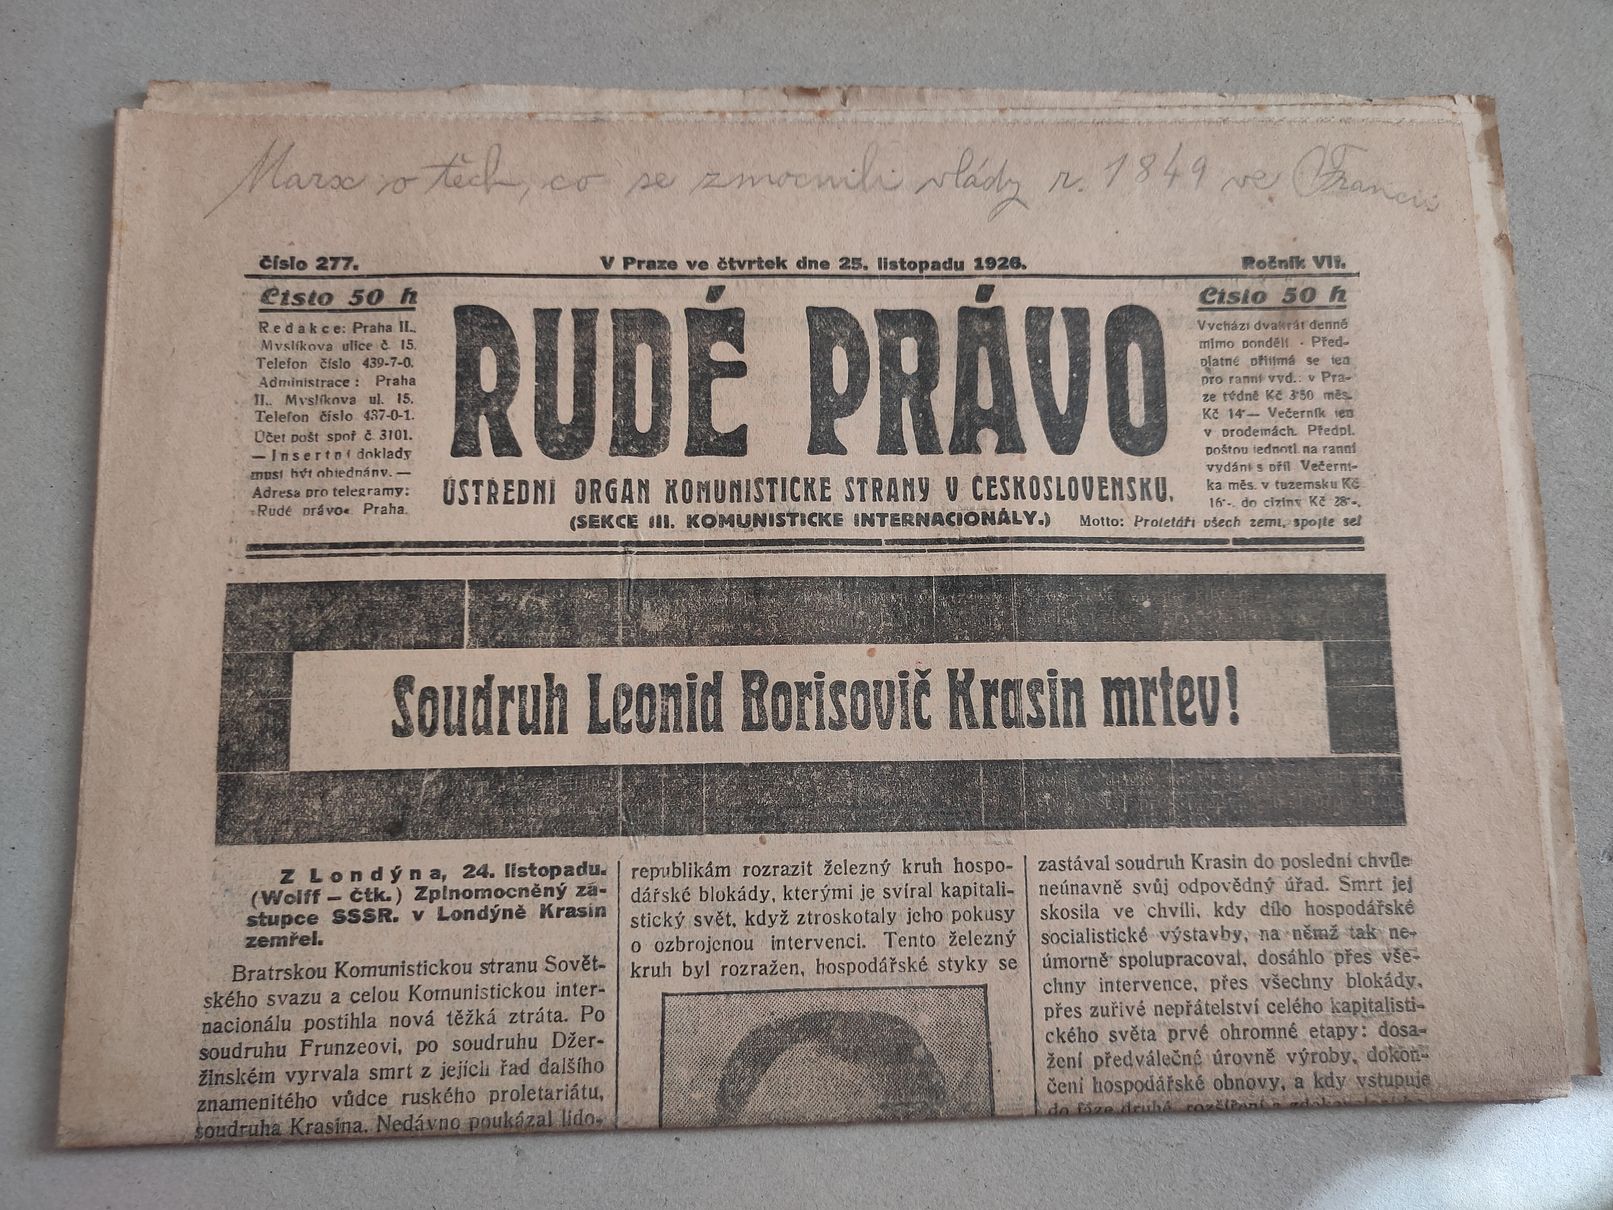 Marx o těch, co se zmocnili vlády r. 1849 ve Francii
Číslo 277.
V Praze ve čtvrtek dne 25. listopadu 1926.
Ročník VII.
Číslo 50 h
Redakce: Praha II.,
Myslíkova ulice č. 15.
Telefon číslo 439-7-0.
Administrace: Praha
II., Myslíkova ul. 15.
Telefon číslo 437-0-1.
Účet pošt spoř č. 3101.
— Insertní doklady
musí být objednány. —
Adresa pro telegramy:
»Rudé právo« Praha.
RUDÉ PRÁVO
ÚSTŘEDNÍ ORGAN KOMUNISTICKÉ STRANY V ČESKOSLOVENSKU,
(SEKCE III. KOMUNISTICKÉ INTERNACIONÁLY.)
Motto: Proletáři všech zemí, spojte se!
Číslo 50 h
Vychází dvakrát denně
mimo pondělí - Před-
platné přijímá se jen
pro ranní vyd.: v Pra-
ze týdně Kč 3·50 měs.
Kč 14·— Večerník jen
v prodejnách. Předpl.
poštou jednotl. na ranní
vydání s příl Večerní-
ka měs. v tuzemsku Kč
16·-. do ciziny Kč 28·-.
Soudruh Leonid Borisovič Krasin mrtev!
Z Londýna, 24. listopadu.
(Wolff – čtk.) Zplnomocněný zá-
stupce SSSR. v Londýně Krasin
zemřel.
Bratrskou Komunistickou stranu Sovět-
ského svazu a celou Komunistickou inter-
nacionálu postihla nová těžká ztráta. Po
soudruhu Frunzeovi, po soudruhu Džer-
žinském vyrvala smrt z jejích řad dalšího
znamenitého vůdce ruského proletariátu,
soudruha Krasina. Nedávno poukázal lido-
republikám rozrazit železný kruh hospo-
dářské blokády, kterými je svíral kapitali-
stický svět, když ztroskotaly jeho pokusy
o ozbrojenou intervenci. Tento železný
kruh byl rozražen, hospodářské styky se
zastával soudruh Krasin do poslední chvíle
neúnavně svůj odpovědný úřad. Smrt jej
skosila ve chvíli, kdy dílo hospodářské
socialistické výstavby, na němž tak ne-
úmorně spolupracoval, dosáhlo přes vše-
chny intervence, přes všechny blokády,
přes zuřivé nepřátelství celého kapitalisti-
ckého světa prvé ohromné etapy: dosa-
žení předválečné úrovně výroby, dokon-
čení hospodářské obnovy, a kdy vstupuje
do fáze druhé, rozšíření a